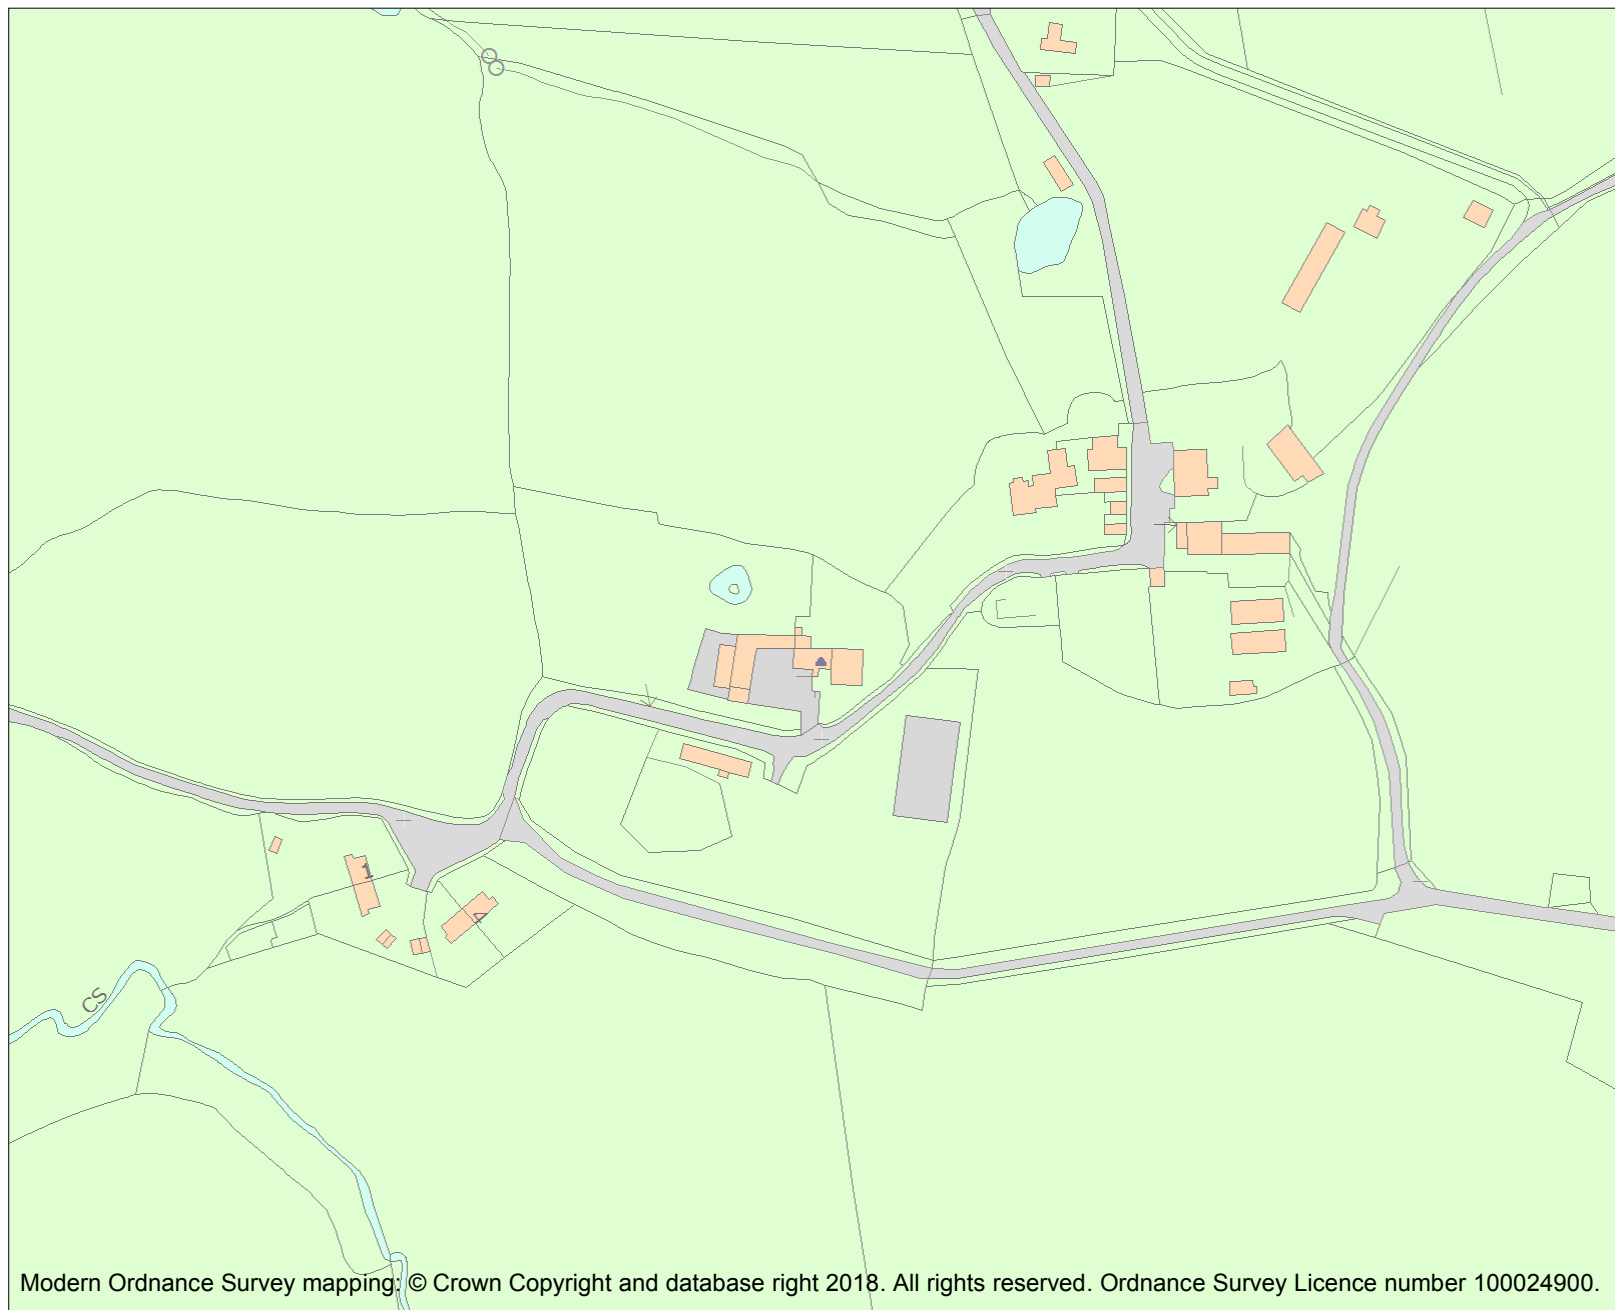 1
4
CS
Modern Ordnance Survey mapping: © Crown Copyright and database right 2018. All rights reserved. Ordnance Survey Licence number 100024900.